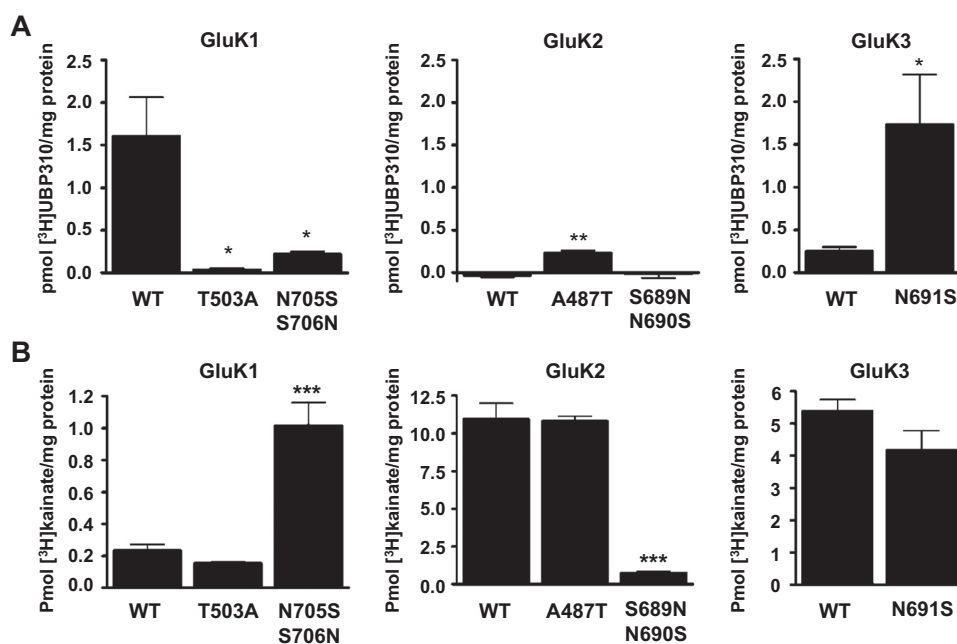 A
GluK1
GluK2
GluK3
pmol [³H]UBP310/mg protein
2.5
2.0
1.5
1.0
0.5
0.0
*
*
WT
T503A
N705S
S706N
pmol [³H]UBP310/mg protein
2.5
2.0
1.5
1.0
0.5
0.0
**
WT
A487T
S689N
N690S
pmol [³H]UBP310/mg protein
2.5
2.0
1.5
1.0
0.5
0.0
*
WT
N691S
B
GluK1
GluK2
GluK3
Pmol [³H]kainate/mg protein
1.2
1.0
0.8
0.6
0.4
0.2
0.0
***
WT
T503A
N705S
S706N
Pmol [³H]kainate/mg protein
12.5
10.0
7.5
5.0
2.5
0.0
***
WT
A487T
S689N
N690S
Pmol [³H]kainate/mg protein
6
5
4
3
2
1
0
WT
N691S